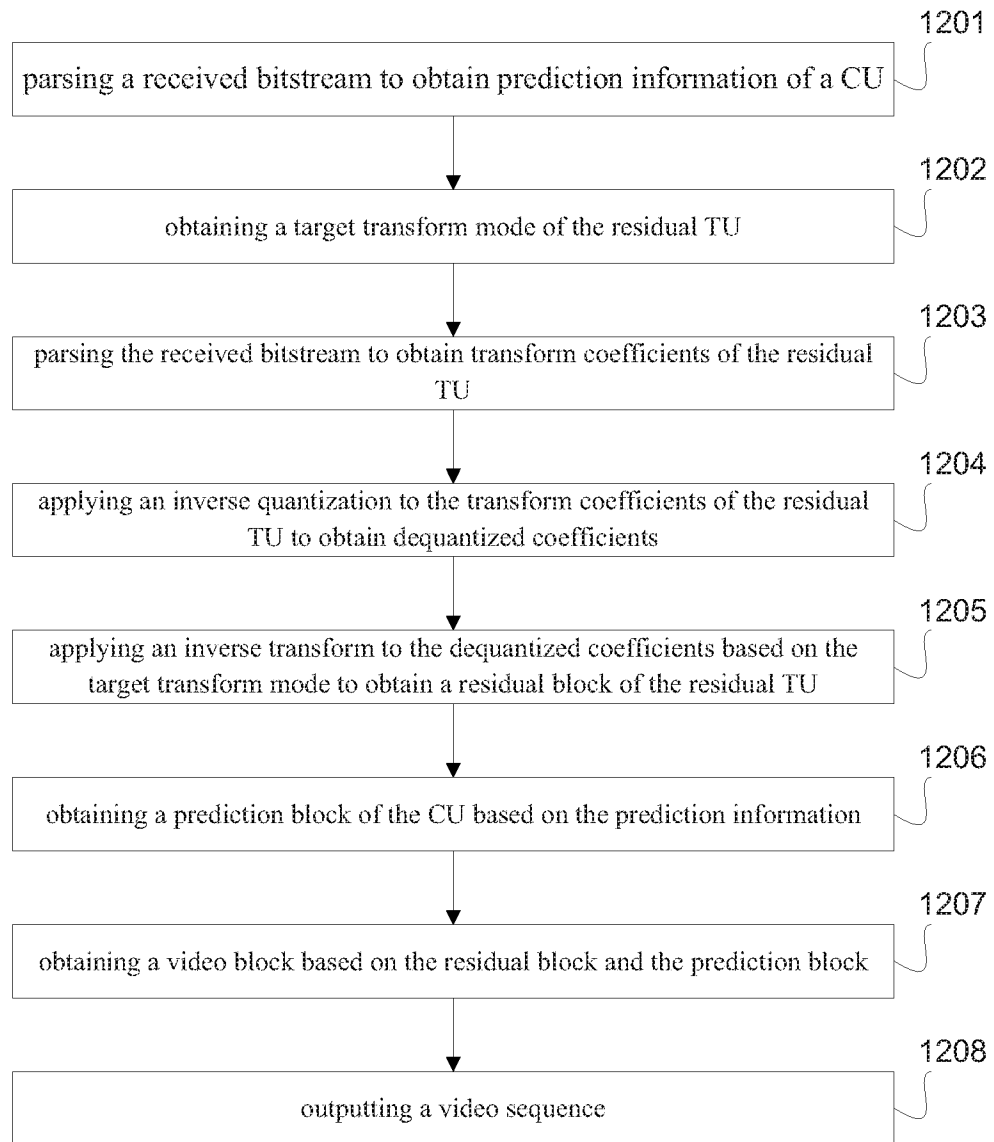 1201
parsing a received bitstream to obtain prediction information of a CU
1202
obtaining a target transform mode of the residual TU
1203
parsing the received bitstream to obtain transform coefficients of the residual
TU
1204
applying an inverse quantization to the transform coefficients of the residual
TU to obtain dequantized coefficients
1205
applying an inverse transform to the dequantized coefficients based on the
target transform mode to obtain a residual block of the residual TU
1206
obtaining a prediction block of the CU based on the prediction information
1207
obtaining a video block based on the residual block and the prediction block
1208
outputting a video sequence